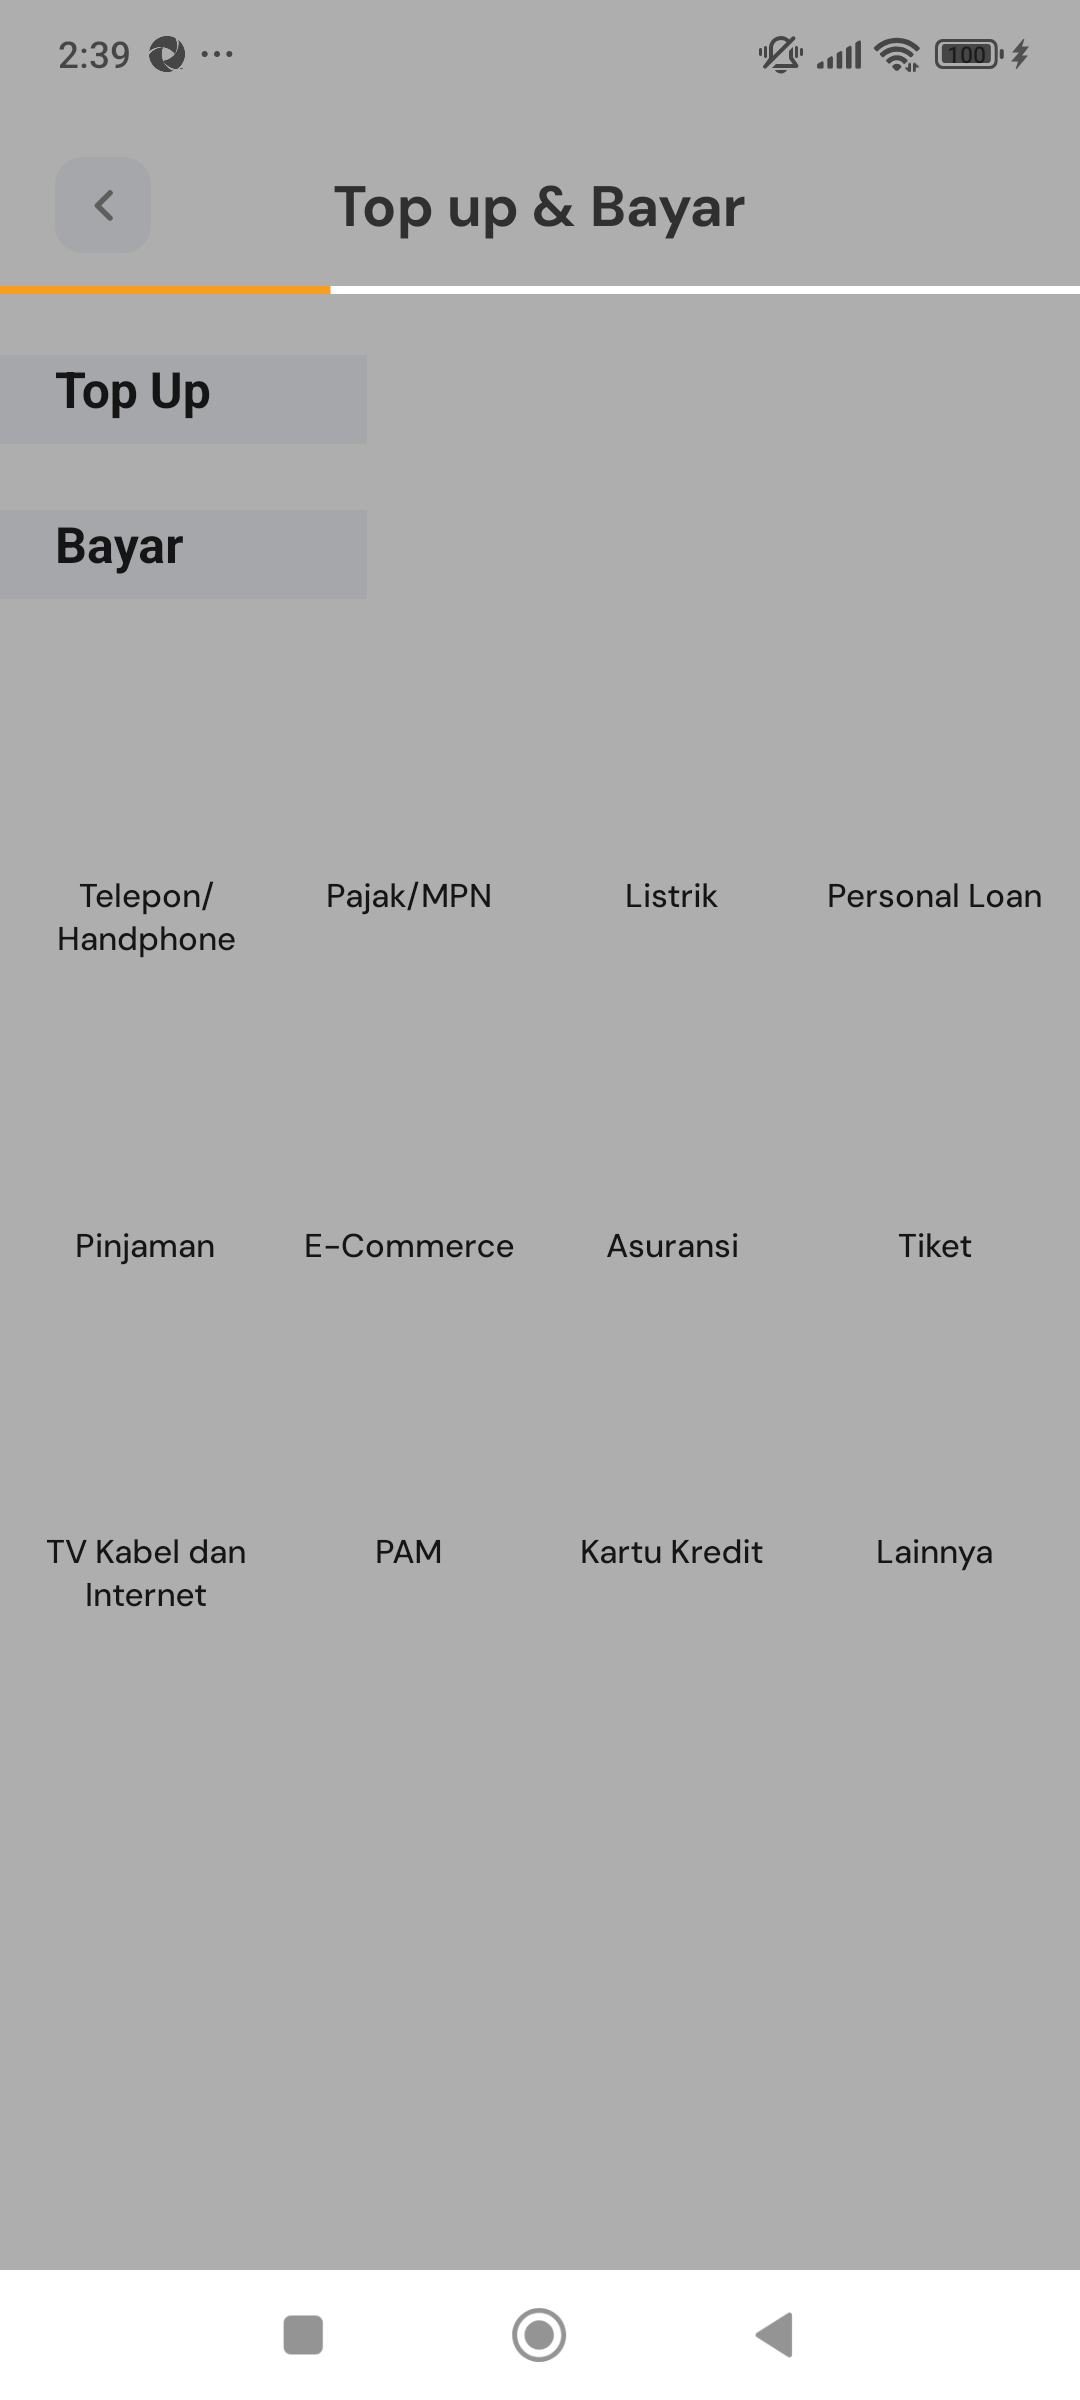 2:39
100
Top up & Bayar
Top Up
Bayar
Telepon/
Handphone
Pajak/MPN
Listrik
Personal Loan
Pinjaman
E-Commerce
Asuransi
Tiket
TV Kabel dan
Internet
PAM
Kartu Kredit
Lainnya